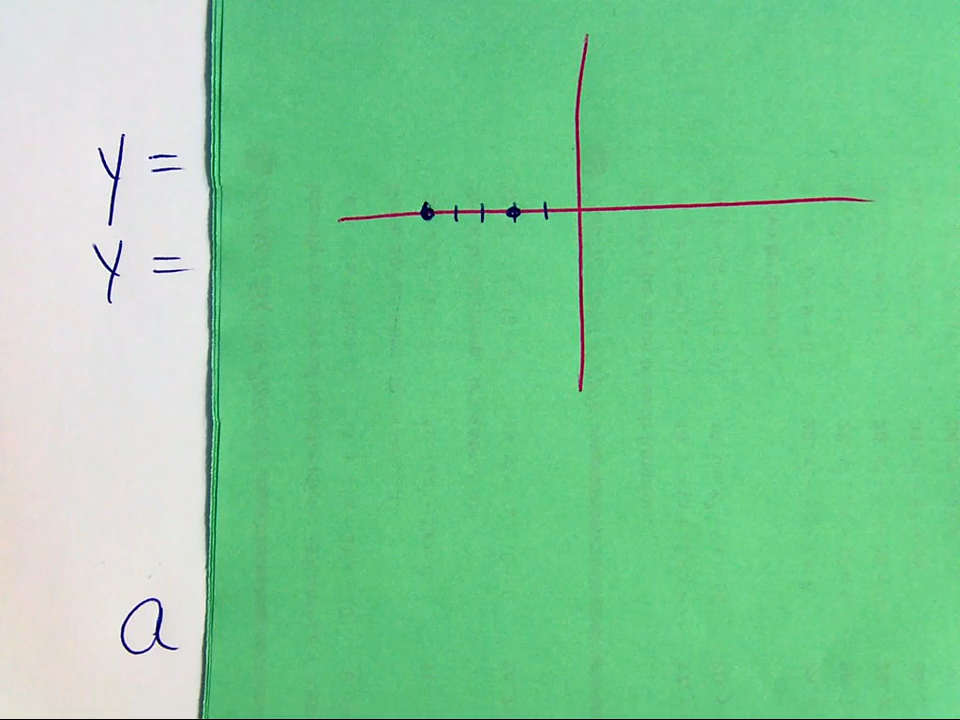 y =
y =
a